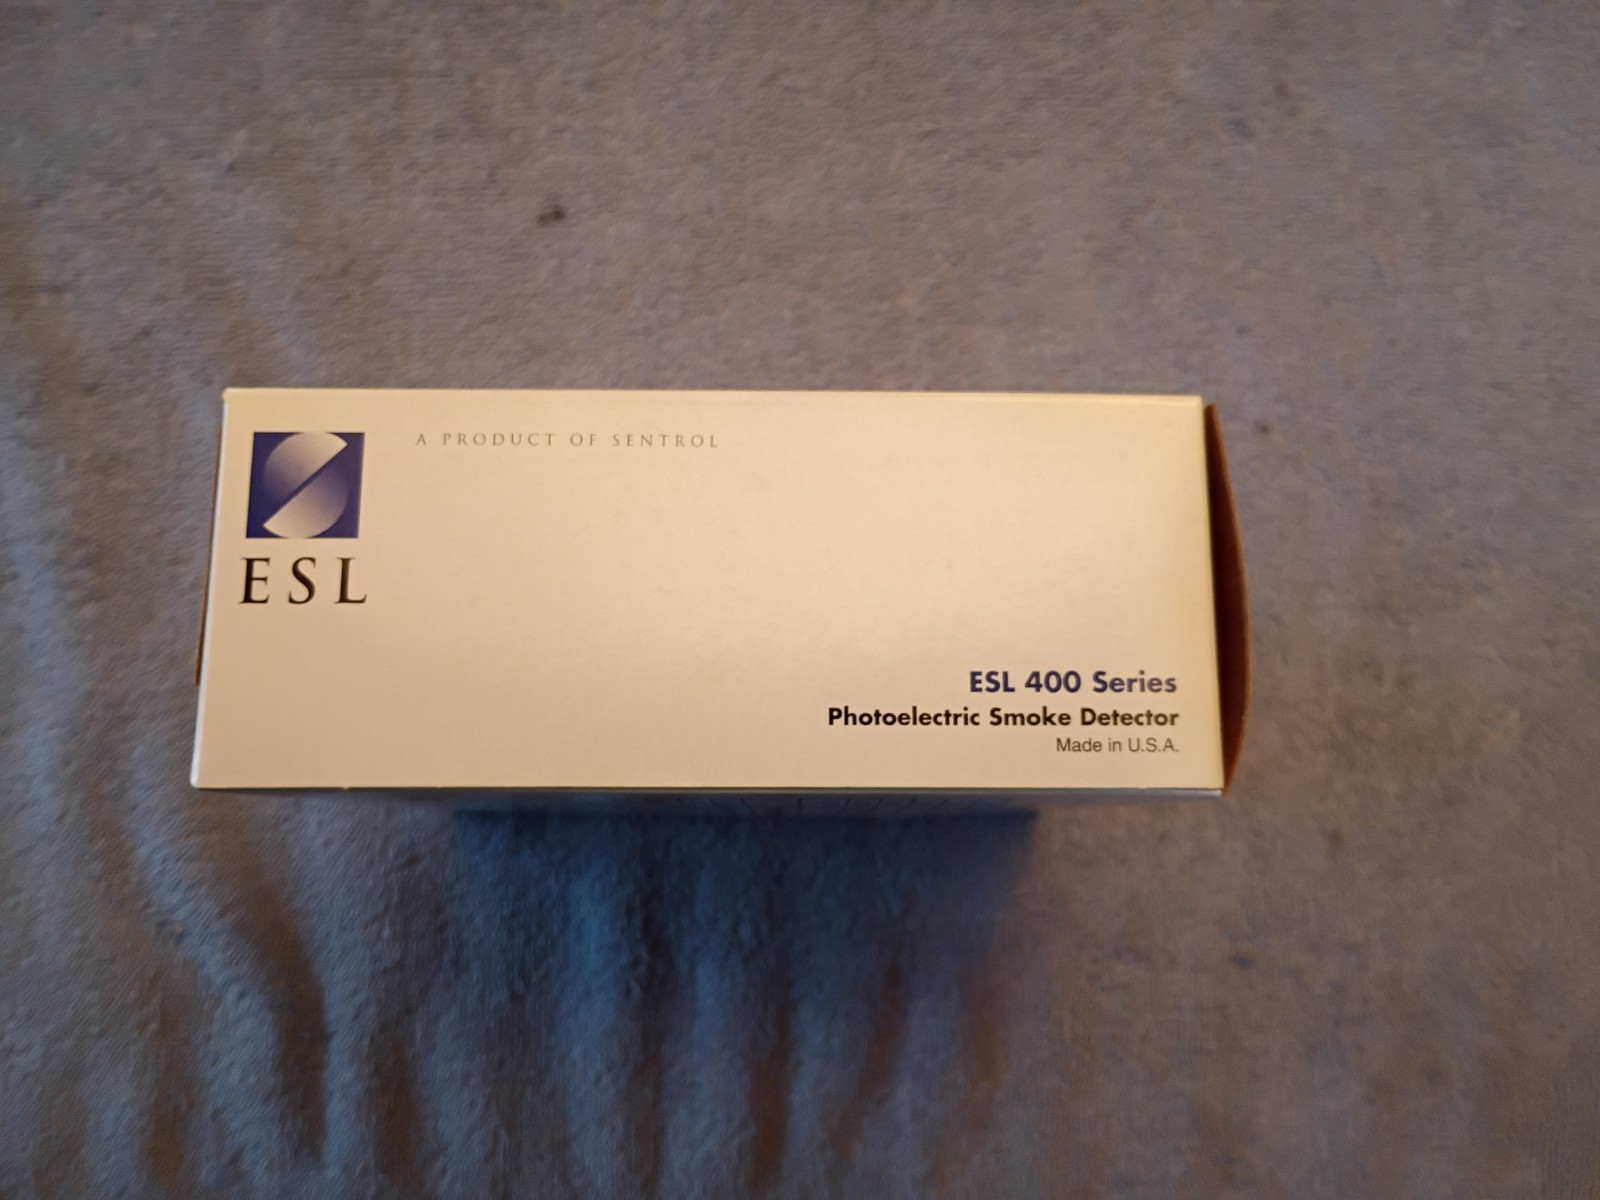 A PRODUCT OF SENTROL
ESL
ESL 400 Series
Photoelectric Smoke Detector
Made in U.S.A.